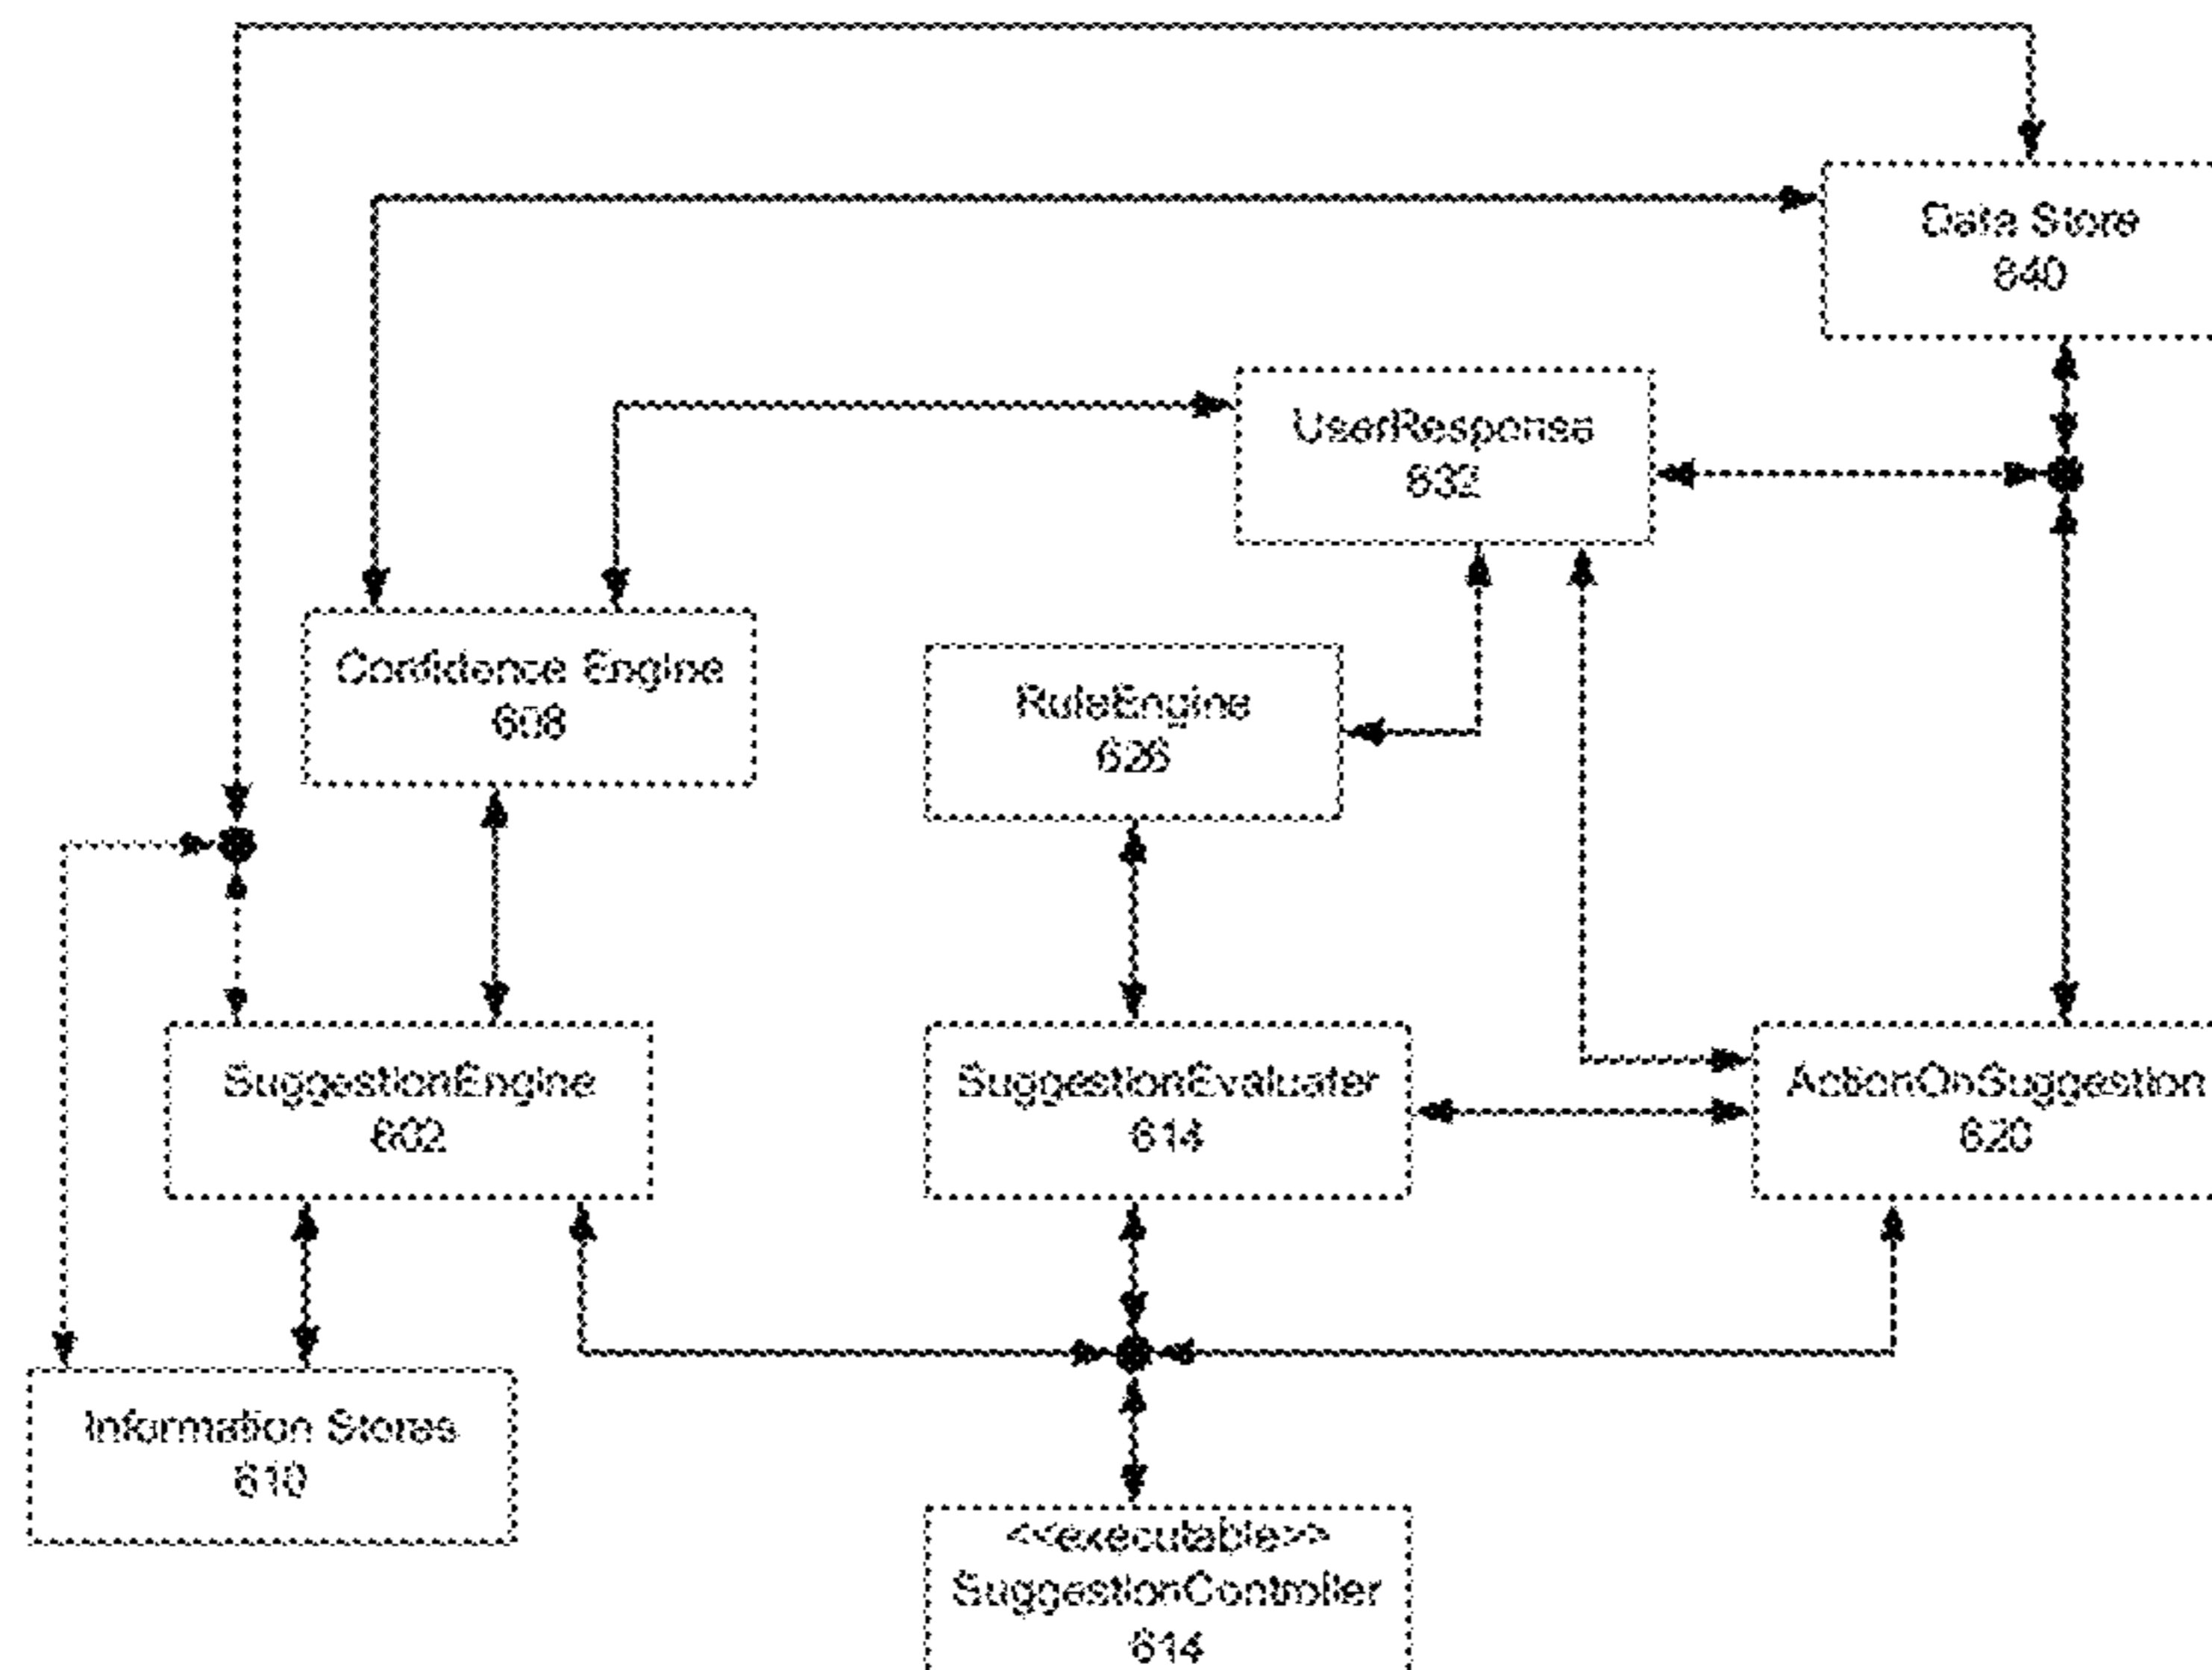 Data Store
640
UserResponse
632
Confidence Engine
608
RuleEngine
626
SuggestionEngine
602
SuggestionEvaluater
614
ActionOnSuggestion
620
Information Stores
610
<<executable>>
SuggestionController
614